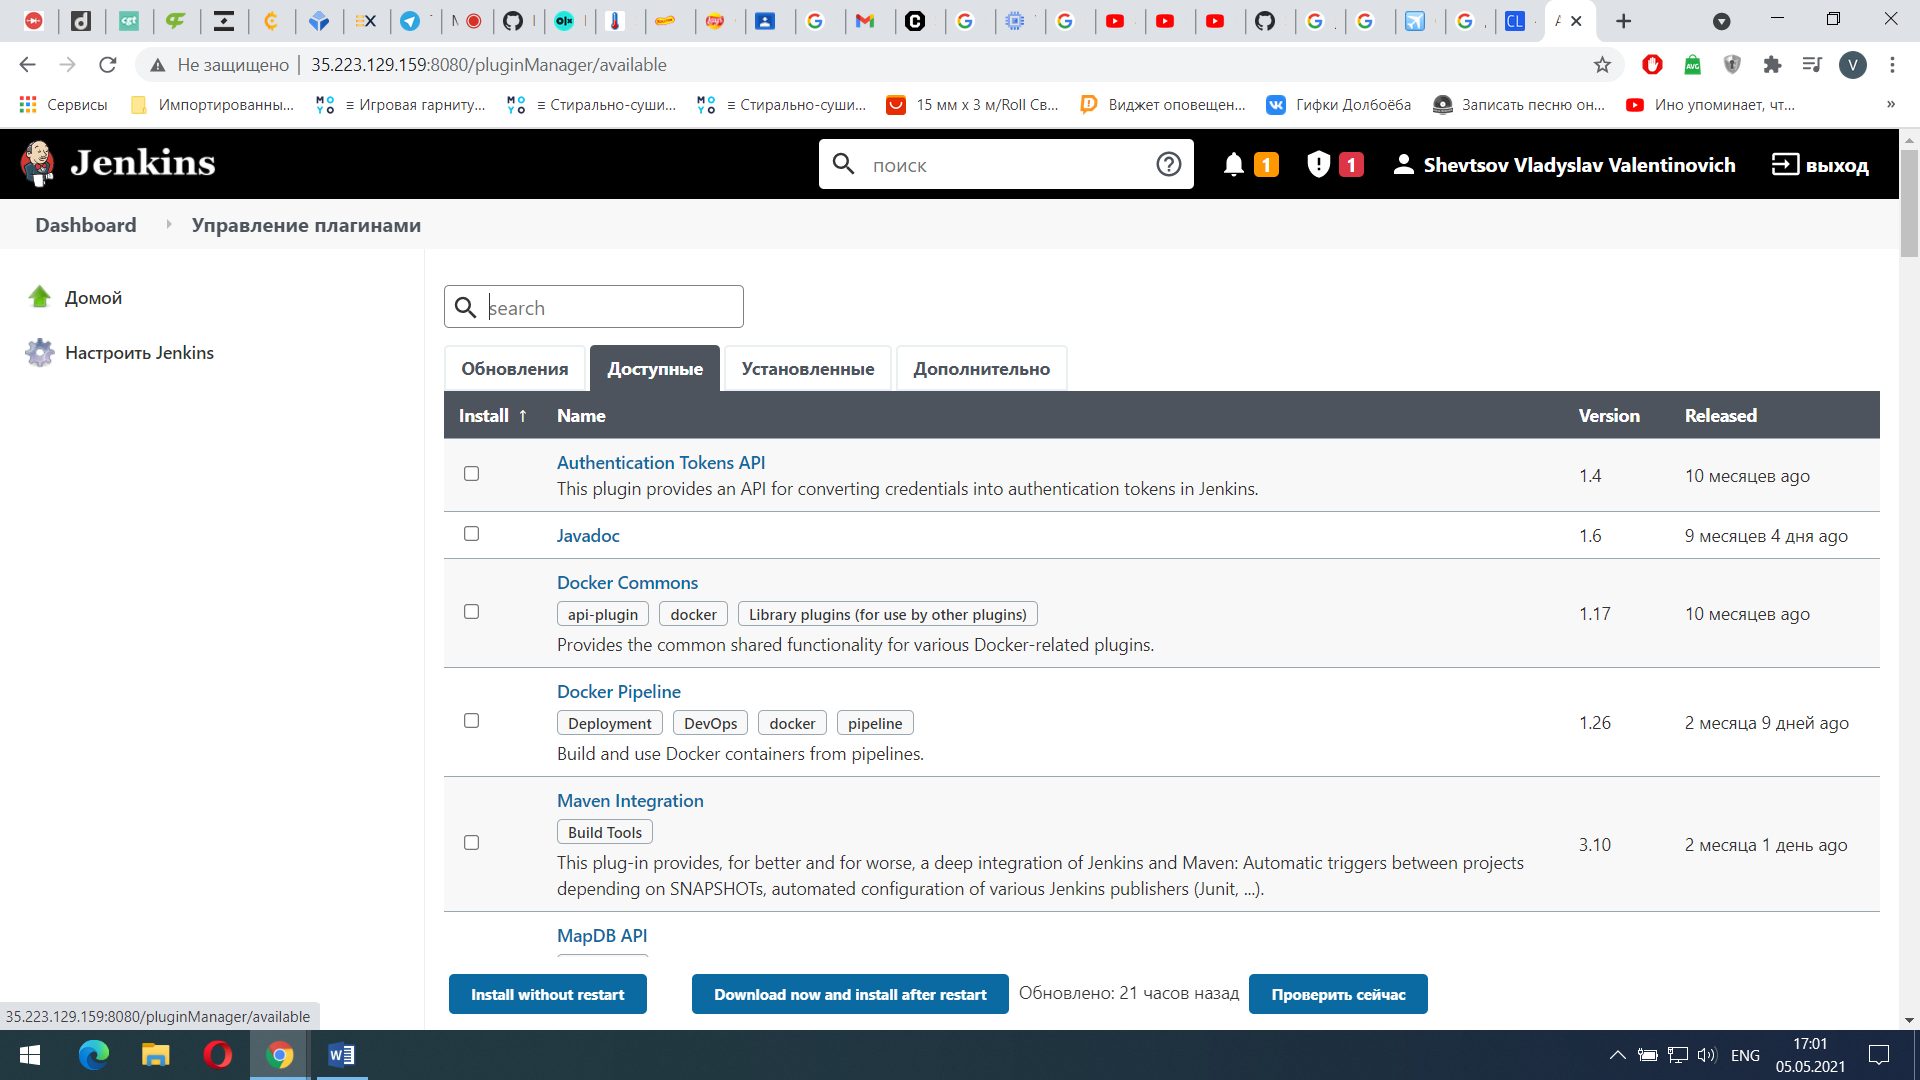 Не защищено
35.223.129.159:8080/pluginManager/available
V
Сервисы
Импортированны...
≡ Игровая гарниту...
≡ Стирально-суши...
≡ Стирально-суши...
15 мм x 3 м/Roll Св...
Виджет оповещен...
Гифки Долбоёба
Записать песню он...
Ино упоминает, чт...
»
Jenkins
поиск
1
1
Shevtsov Vladyslav Valentinovich
выход
Dashboard
Управление плагинами
Домой
Настроить Jenkins
search
Обновления
Доступные
Установленные
Дополнительно
Install ↑ Name Version Released
Authentication Tokens API
This plugin provides an API for converting credentials into authentication tokens in Jenkins.
1.4
10 месяцев ago
Javadoc
1.6
9 месяцев 4 дня ago
Docker Commons
api-plugin docker Library plugins (for use by other plugins)
Provides the common shared functionality for various Docker-related plugins.
1.17
10 месяцев ago
Docker Pipeline
Deployment DevOps docker pipeline
Build and use Docker containers from pipelines.
1.26
2 месяца 9 дней ago
Maven Integration
Build Tools
This plug-in provides, for better and for worse, a deep integration of Jenkins and Maven: Automatic triggers between projects
depending on SNAPSHOTs, automated configuration of various Jenkins publishers (Junit, ...).
3.10
2 месяца 1 день ago
MapDB API
Install without restart
Download now and install after restart
Обновлено: 21 часов назад
Проверить сейчас
35.223.129.159:8080/pluginManager/available
ENG
17:01
05.05.2021